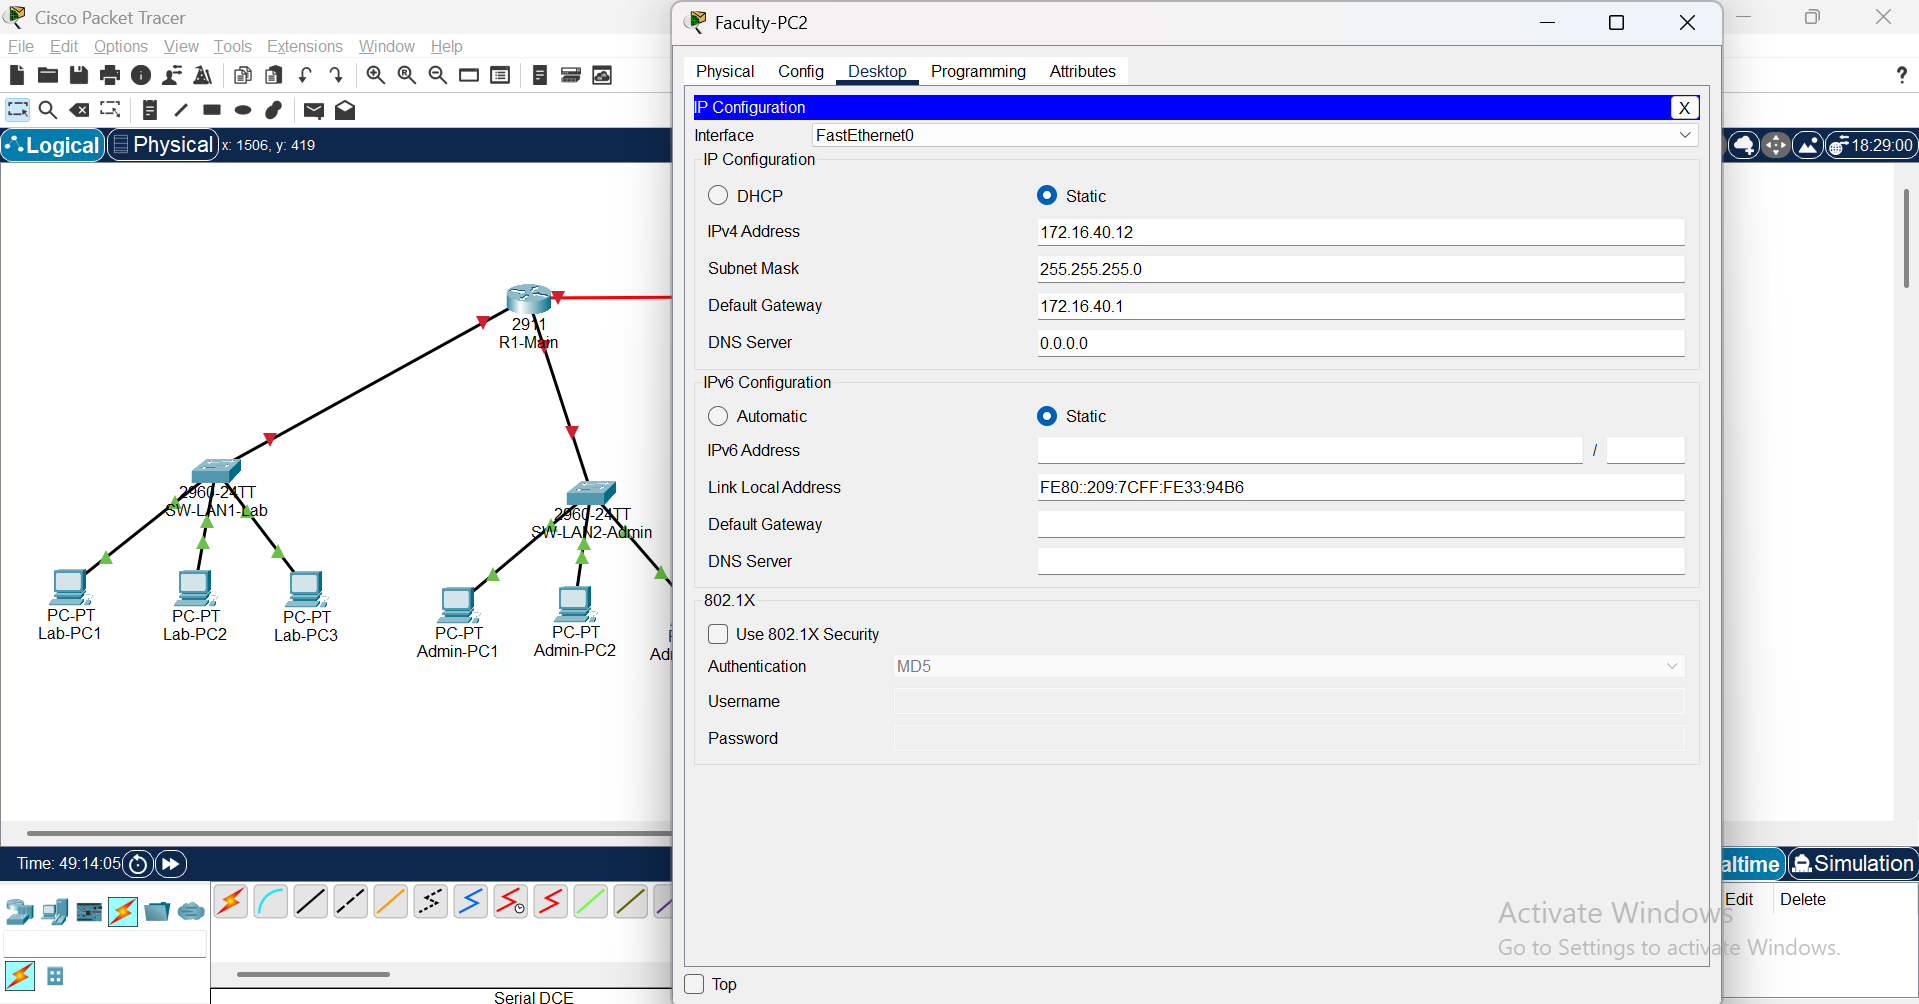 Cisco Packet Tracer
File Edit Options View Tools Extensions Window Help
Logical Physical x: 1506, y: 419
2911
R1-Main
2960-24TT
SW-LAN1-Lab
2960-24TT
SW-LAN2-Admin
PC-PT
Lab-PC1
PC-PT
Lab-PC2
PC-PT
Lab-PC3
PC-PT
Admin-PC1
PC-PT
Admin-PC2
Time: 49:14:05
Serial DCE
Faculty-PC2
Physical Config Desktop Programming Attributes
IP Configuration X
Interface FastEthernet0
IP Configuration
DHCP Static
IPv4 Address 172.16.40.12
Subnet Mask 255.255.255.0
Default Gateway 172.16.40.1
DNS Server 0.0.0.0
IPv6 Configuration
Automatic Static
IPv6 Address /
Link Local Address FE80::209:7CFF:FE33:94B6
Default Gateway
DNS Server
802.1X
Use 802.1X Security
Authentication MD5
Username
Password
Top
?
18:29:00
altime Simulation
Edit Delete
Activate Windows
Go to Settings to activate Windows.